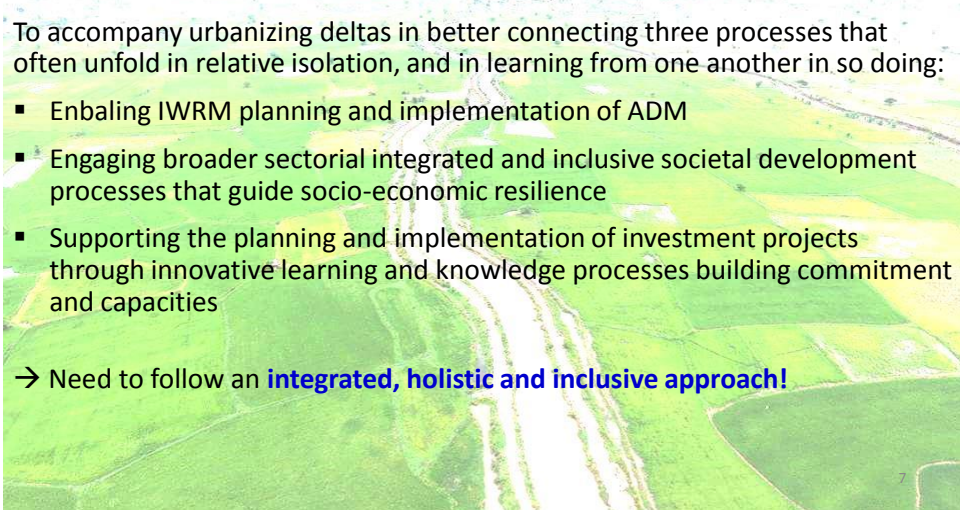 To accompany urbanizing deltas in better connecting three processes that
often unfold in relative isolation, and in learning from one another in so doing:
▪ Enbaling IWRM planning and implementation of ADM
▪ Engaging broader sectorial integrated and inclusive societal development
processes that guide socio-economic resilience
▪ Supporting the planning and implementation of investment projects
through innovative learning and knowledge processes building commitment
and capacities
→ Need to follow an integrated, holistic and inclusive approach!
7